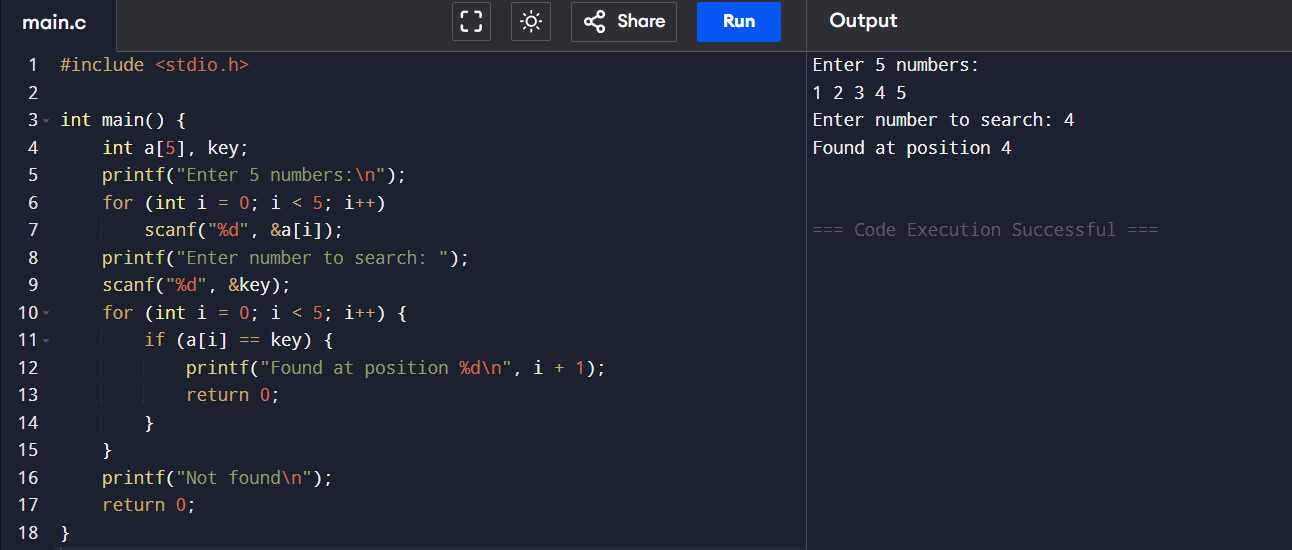 main.c
Share
Run
Output
1 #include <stdio.h>
2
3 int main() {
4     int a[5], key;
5     printf("Enter 5 numbers:\n");
6     for (int i = 0; i < 5; i++)
7         scanf("%d", &a[i]);
8     printf("Enter number to search: ");
9     scanf("%d", &key);
10     for (int i = 0; i < 5; i++) {
11         if (a[i] == key) {
12             printf("Found at position %d\n", i + 1);
13             return 0;
14         }
15     }
16     printf("Not found\n");
17     return 0;
18 }
Enter 5 numbers:
1 2 3 4 5
Enter number to search: 4
Found at position 4
=== Code Execution Successful ===